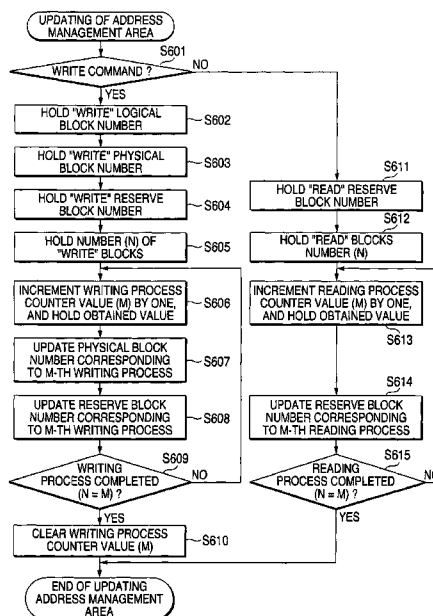 UPDATING OF ADDRESS
MANAGEMENT AREA
S601
WRITE COMMAND ?
NO
YES
HOLD "WRITE" LOGICAL
BLOCK NUMBER
S602
HOLD "WRITE" PHYSICAL
BLOCK NUMBER
S603
HOLD "WRITE" RESERVE
BLOCK NUMBER
S604
HOLD NUMBER (N) OF
"WRITE" BLOCKS
S605
INCREMENT WRITING PROCESS
COUNTER VALUE (M) BY ONE,
AND HOLD OBTAINED VALUE
S606
UPDATE PHYSICAL BLOCK
NUMBER CORRESPONDING
TO M-TH WRITING PROCESS
S607
UPDATE RESERVE BLOCK
NUMBER CORRESPONDING
TO M-TH WRITING PROCESS
S608
S609
WRITING
PROCESS COMPLETED
(N = M) ?
NO
YES
CLEAR WRITING PROCESS
COUNTER VALUE (M)
S610
S611
HOLD "READ" RESERVE
BLOCK NUMBER
S612
HOLD "READ" BLOCKS
NUMBER (N)
INCREMENT READING PROCESS
COUNTER VALUE (M) BY ONE,
AND HOLD OBTAINED VALUE
S613
S614
UPDATE RESERVE BLOCK
NUMBER CORRESPONDING
TO M-TH READING PROCESS
S615
READING
PROCESS COMPLETED
(N = M) ?
NO
YES
END OF UPDATING
ADDRESS MANAGEMENT
AREA